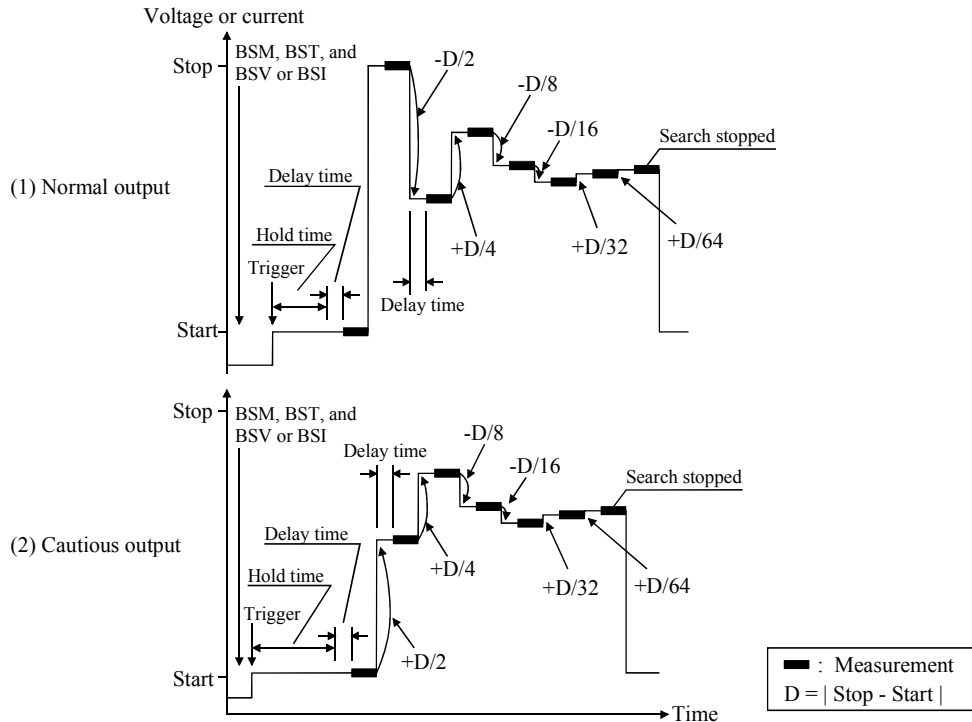 Voltage or current
Stop
BSM, BST, and
BSV or BSI
-D/2
-D/8
-D/16
Search stopped
(1) Normal output
Delay time
Hold time
Trigger
+D/4
+D/32
+D/64
Delay time
Start
Stop
BSM, BST, and
BSV or BSI
Delay time
-D/8
-D/16
Search stopped
(2) Cautious output
Delay time
Hold time
Trigger
+D/4
+D/32
+D/64
+D/2
Start
: Measurement
D = | Stop - Start |
Time